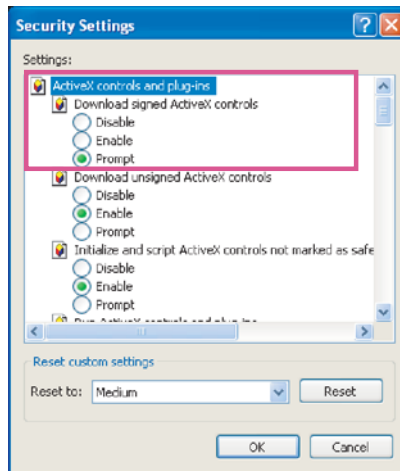 Security Settings
Settings:
ActiveX controls and plug-ins
Download signed ActiveX controls
Disable
Enable
Prompt
Download unsigned ActiveX controls
Disable
Enable
Prompt
Initialize and script ActiveX controls not marked as safe
Disable
Enable
Prompt
Reset custom settings
Reset to: Medium Reset
OK Cancel